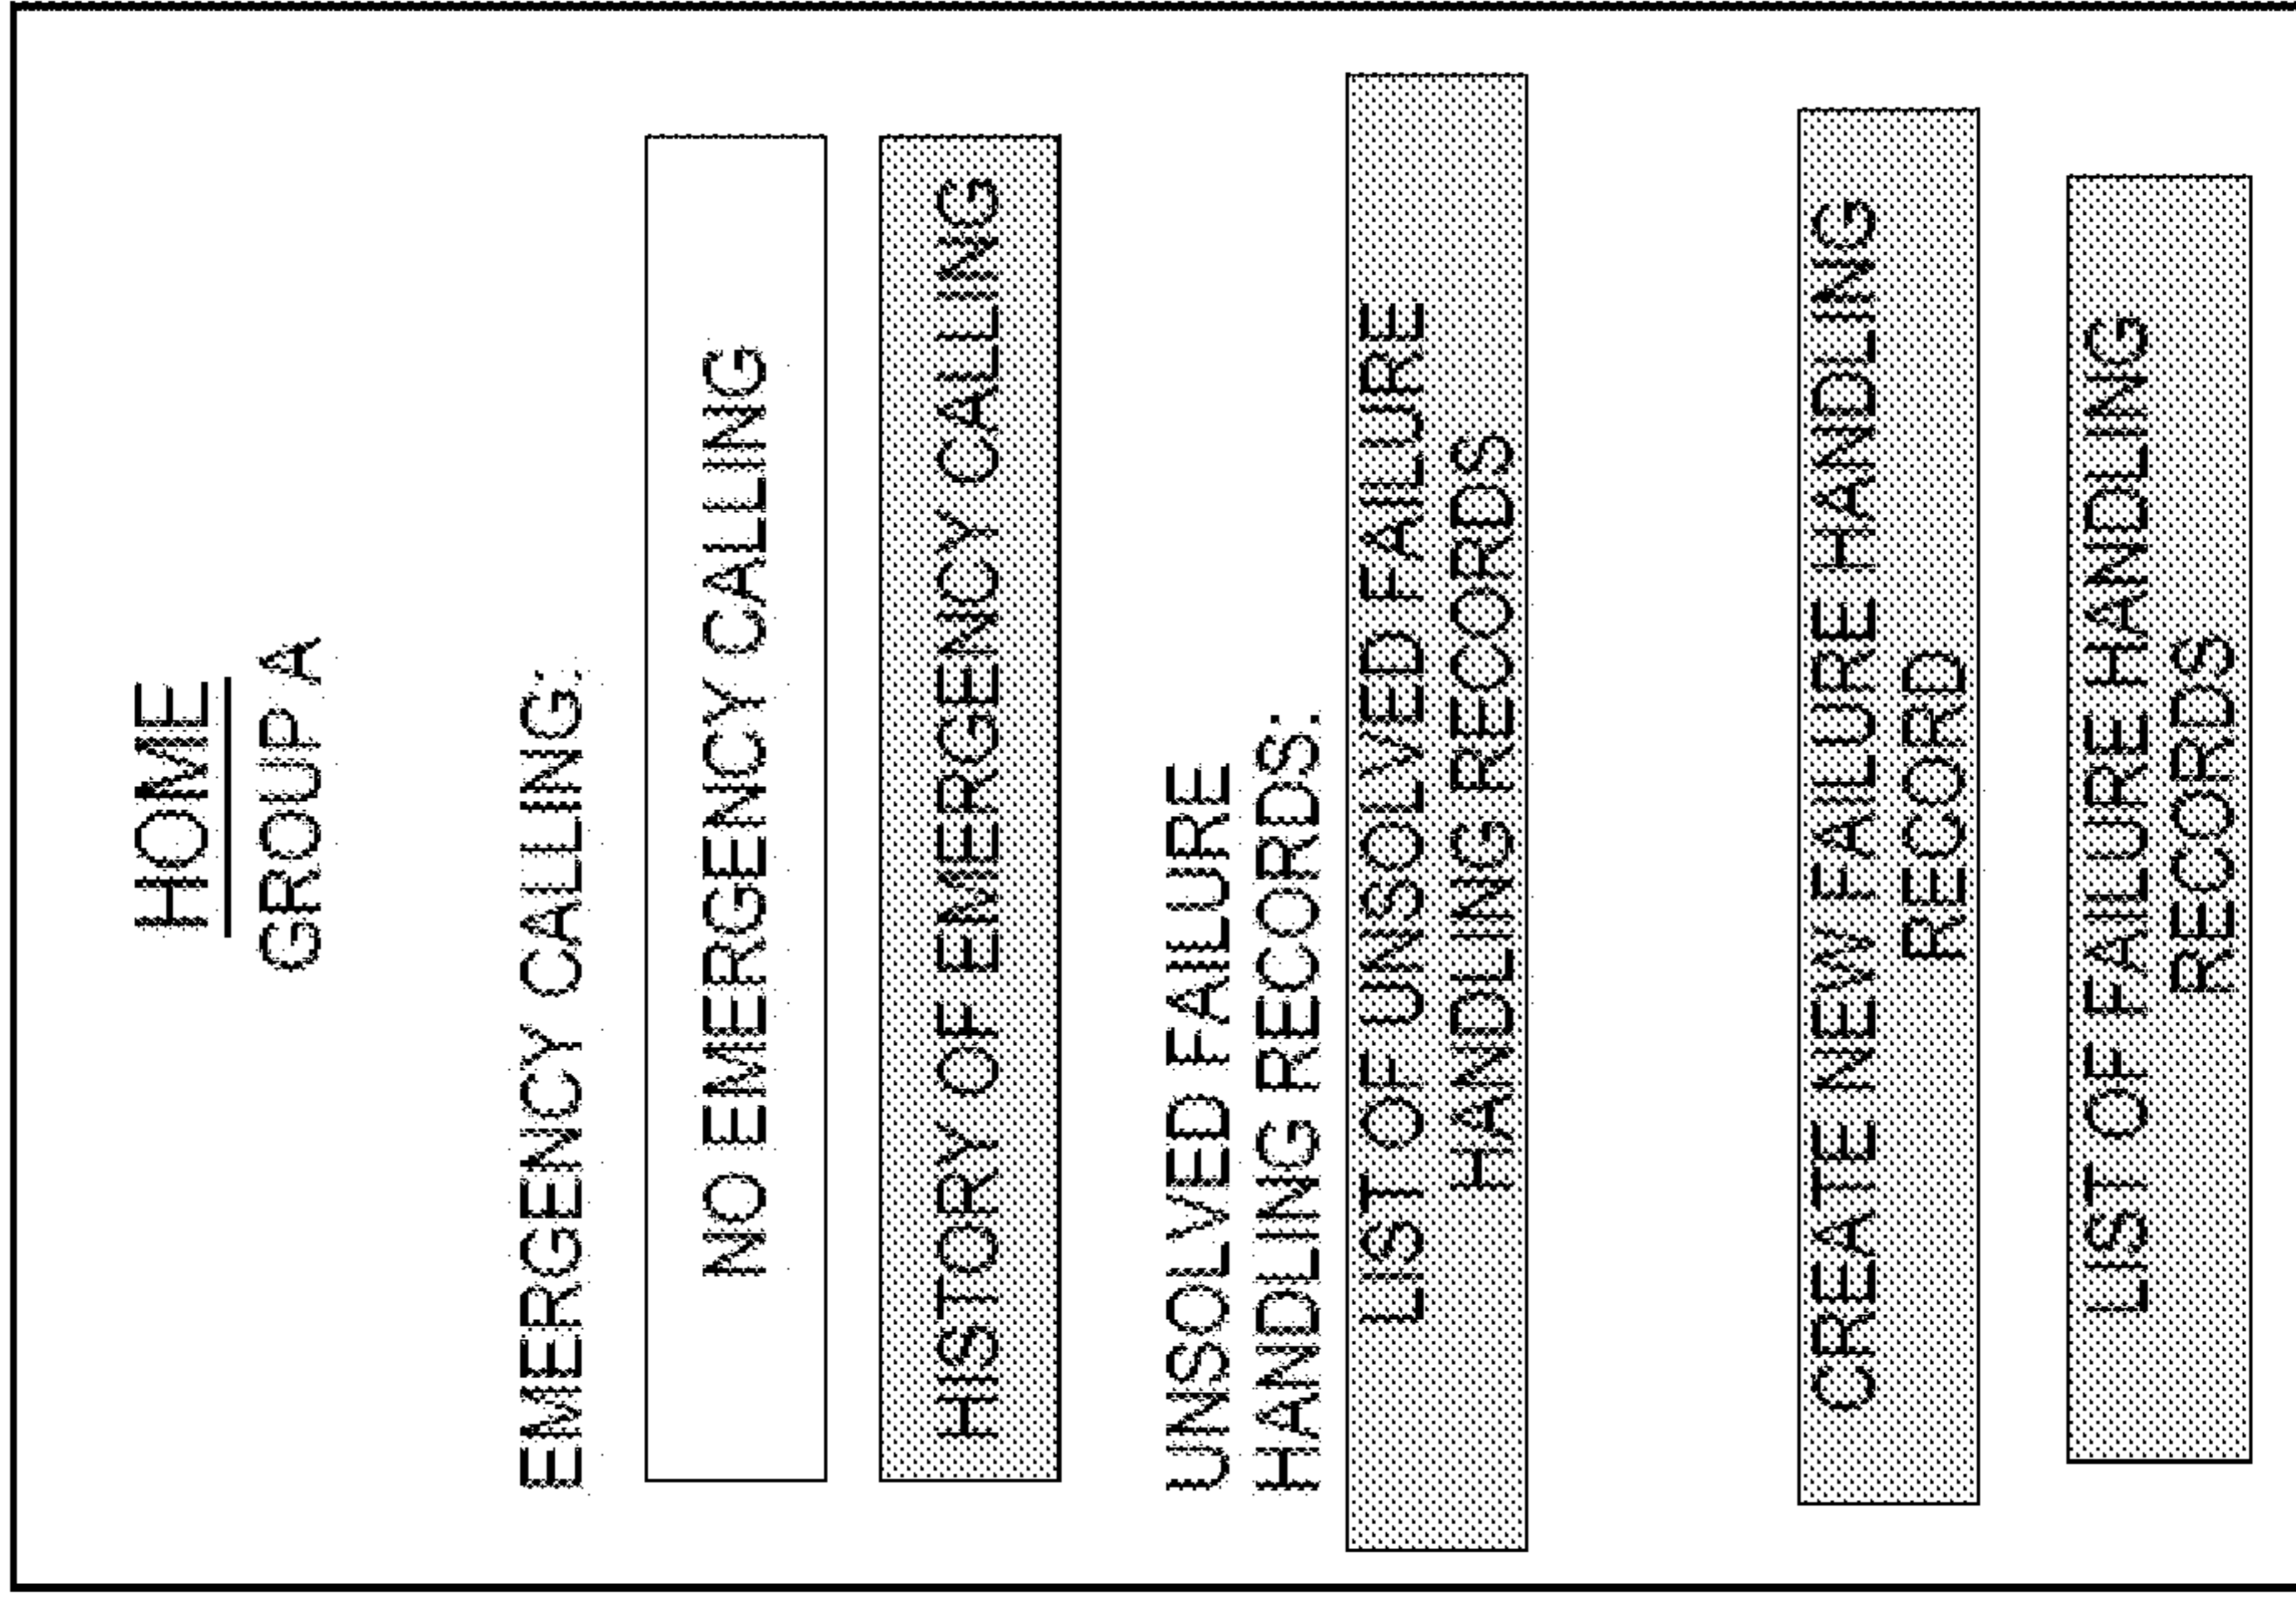 HOME
GROUP A
EMERGENCY CALLING:
NO EMERGENCY CALLING
HISTORY OF EMERGENCY CALLING
UNSOLVED FAILURE
HANDLING RECORDS:
LIST OF UNSOLVED FAILURE
HANDLING RECORDS
CREATE NEW FAILURE HANDLING
RECORD
LIST OF FAILURE HANDLING
RECORDS